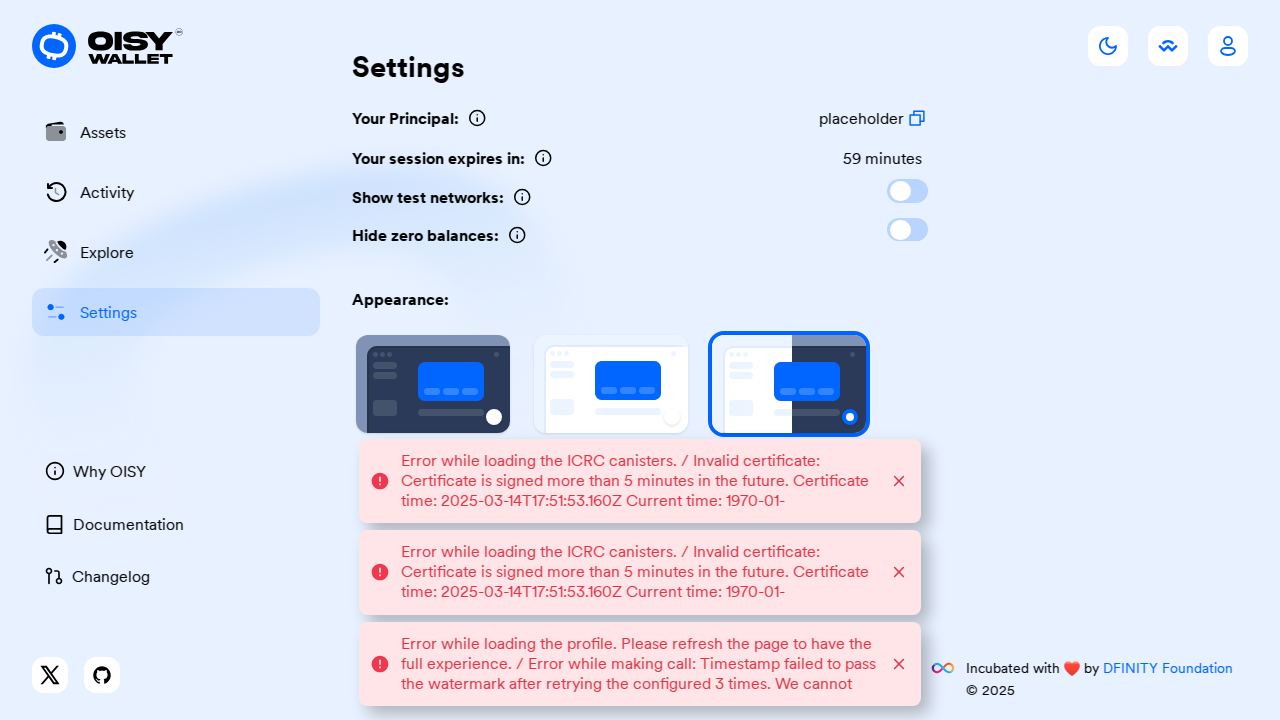 OISY
WALLET
Settings
Assets
Activity
Explore
Settings
Why OISY
Documentation
Changelog
Your Principal:
placeholder
Your session expires in:
59 minutes
Show test networks:
Hide zero balances:
Appearance:
Error while loading the ICRC canisters. / Invalid certificate:
Certificate is signed more than 5 minutes in the future. Certificate
time: 2025-03-14T17:51:53.160Z Current time: 1970-01-
Error while loading the ICRC canisters. / Invalid certificate:
Certificate is signed more than 5 minutes in the future. Certificate
time: 2025-03-14T17:51:53.160Z Current time: 1970-01-
Error while loading the profile. Please refresh the page to have the
full experience. / Error while making call: Timestamp failed to pass
the watermark after retrying the configured 3 times. We cannot
Incubated with ❤️ by DFINITY Foundation
© 2025